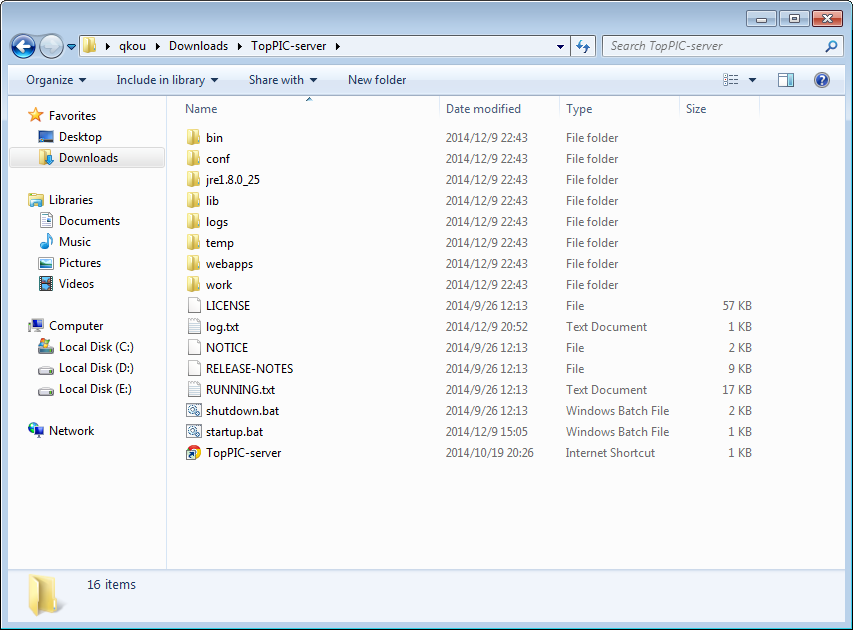 qkou Downloads TopPIC-server
Search TopPIC-server
Organize Include in library Share with New folder
Favorites
Desktop
Downloads
Libraries
Documents
Music
Pictures
Videos
Computer
Local Disk (C:)
Local Disk (D:)
Local Disk (E:)
Network
Name Date modified Type Size
bin 2014/12/9 22:43 File folder
conf 2014/12/9 22:43 File folder
jre1.8.0_25 2014/12/9 22:43 File folder
lib 2014/12/9 22:43 File folder
logs 2014/12/9 22:43 File folder
temp 2014/12/9 22:43 File folder
webapps 2014/12/9 22:43 File folder
work 2014/12/9 22:43 File folder
LICENSE 2014/9/26 12:13 File 57 KB
log.txt 2014/12/9 20:52 Text Document 1 KB
NOTICE 2014/9/26 12:13 File 2 KB
RELEASE-NOTES 2014/9/26 12:13 File 9 KB
RUNNING.txt 2014/9/26 12:13 Text Document 17 KB
shutdown.bat 2014/9/26 12:13 Windows Batch File 2 KB
startup.bat 2014/12/9 15:05 Windows Batch File 1 KB
TopPIC-server 2014/10/19 20:26 Internet Shortcut 1 KB
16 items